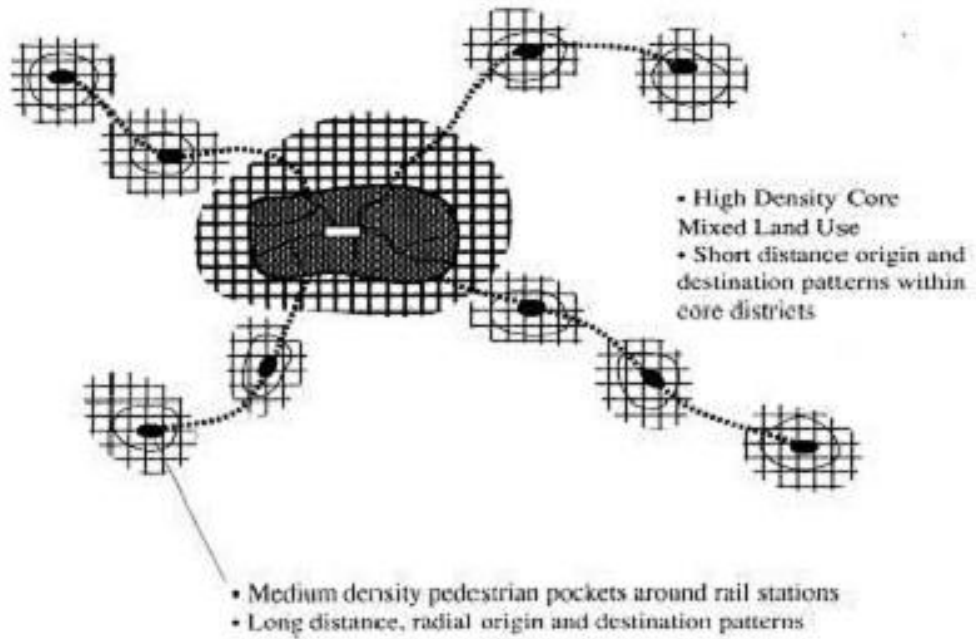 • High Density Core
Mixed Land Use
• Short distance origin and
destination patterns within
core districts
• Medium density pedestrian pockets around rail stations
• Long distance, radial origin and destination patterns